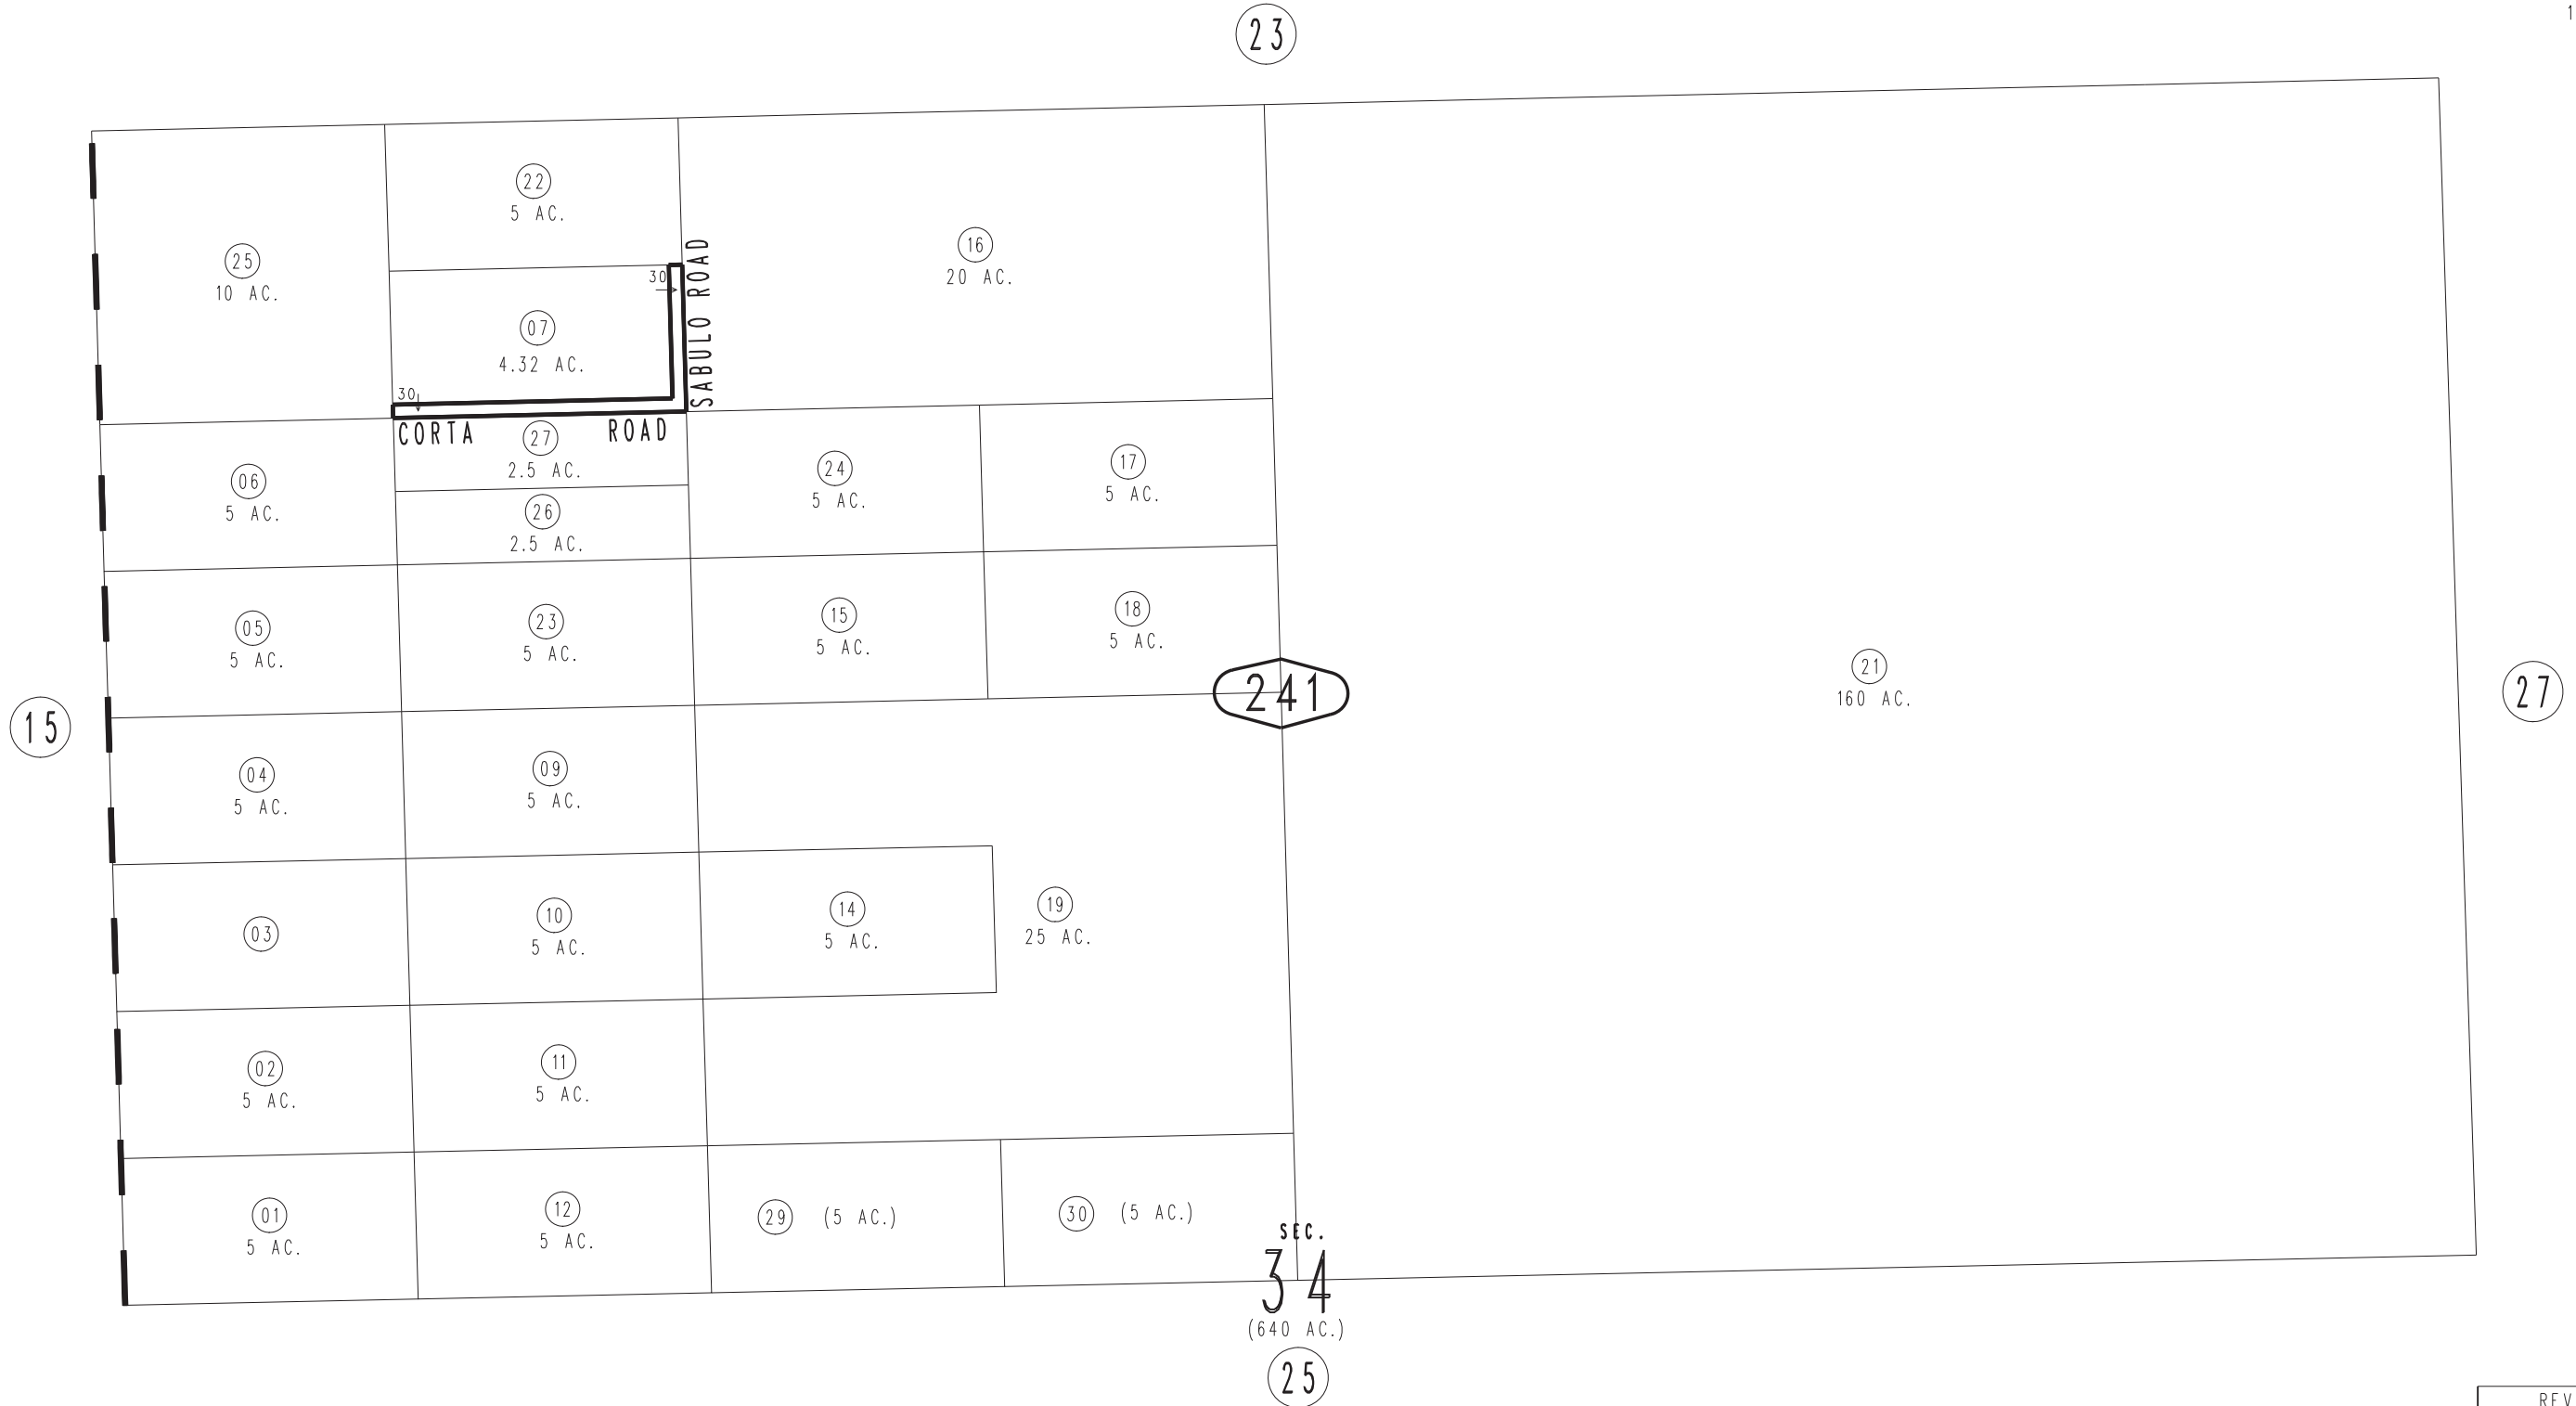 1
23
22
5 AC.
16
20 AC.
25
10 AC.
30
SABULO ROAD
07
4.32 AC.
30
CORTA ROAD
27
2.5 AC.
24
5 AC.
17
5 AC.
06
5 AC.
26
2.5 AC.
05
5 AC.
23
5 AC.
15
5 AC.
18
5 AC.
241
21
160 AC.
27
15
04
5 AC.
09
5 AC.
03
10
5 AC.
14
5 AC.
19
25 AC.
02
5 AC.
11
5 AC.
01
5 AC.
12
5 AC.
29 (5 AC.)
30 (5 AC.)
SEC.
34
(640 AC.)
25
REV